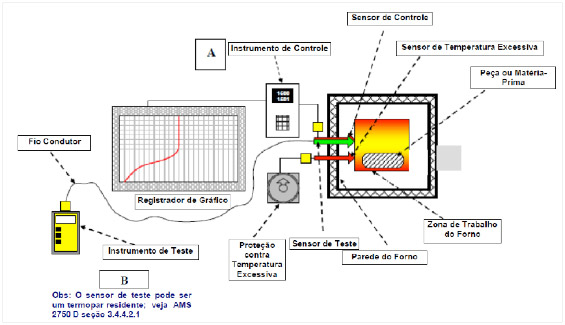 Sensor de Controle
A
Instrumento de Controle
Sensor de Temperatura Excessiva
Peça ou Matéria-
Prima
Fio Condutor
Registrador de Gráfico
Zona de Trabalho
do Forno
Instrumento de Teste
Proteção
contra
Temperatura
Excessiva
Sensor de Teste
Parede do Forno
B
Obs: O sensor de teste pode ser
um termopar residente; veja AMS
2750 D seção 3.4.4.2.1